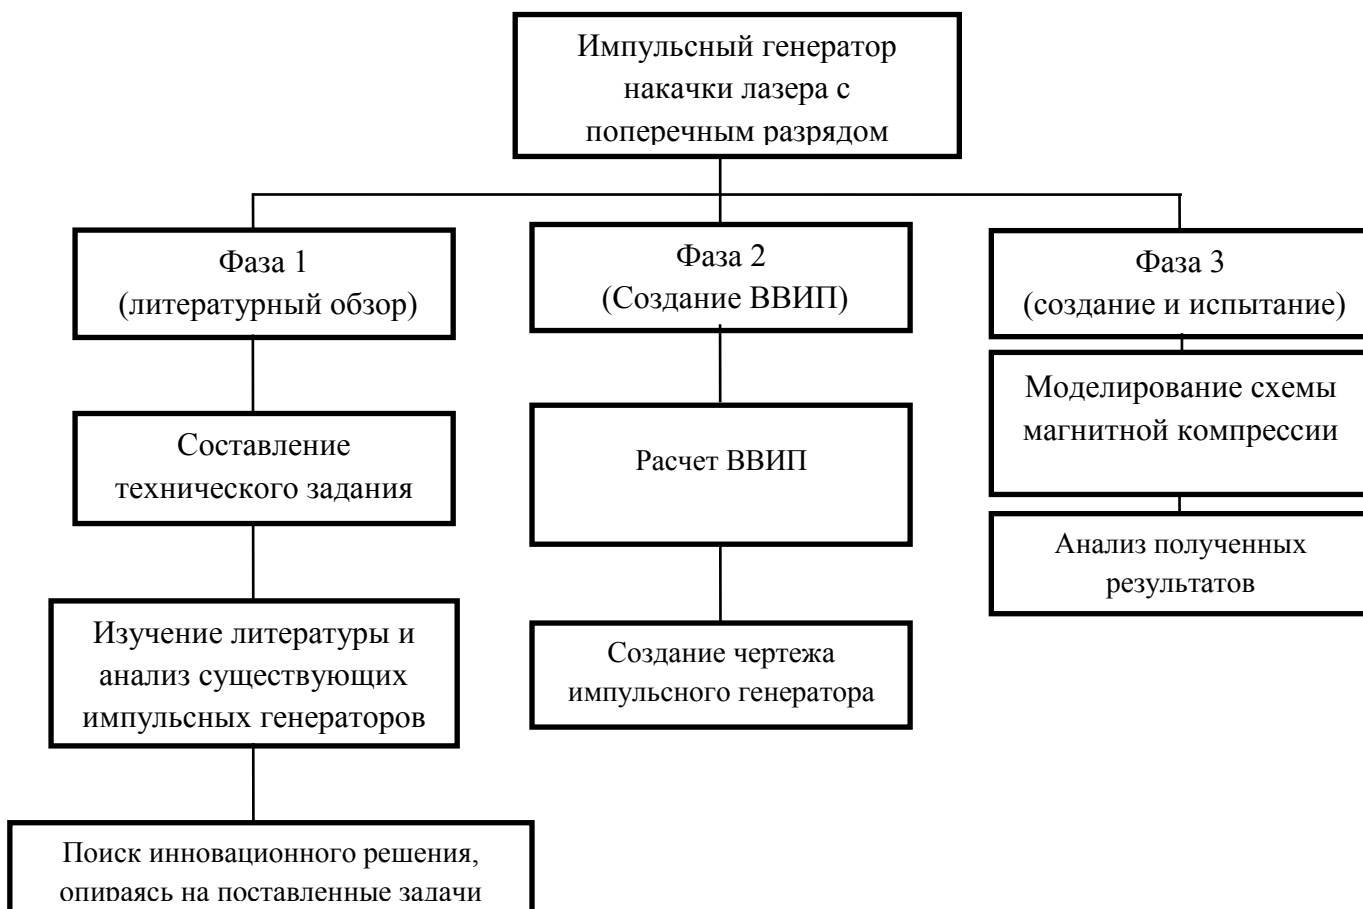 Импульсный генератор
накачки лазера с
поперечным разрядом
Фаза 1
(литературный обзор)
Составление
технического задания
Изучение литературы и
анализ существующих
импульсных генераторов
Поиск инновационного решения,
опираясь на поставленные задачи
Фаза 2
(Создание ВВИП)
Расчет ВВИП
Создание чертежа
импульсного генератора
Фаза 3
(создание и испытание)
Моделирование схемы
магнитной компрессии
Анализ полученных
результатов